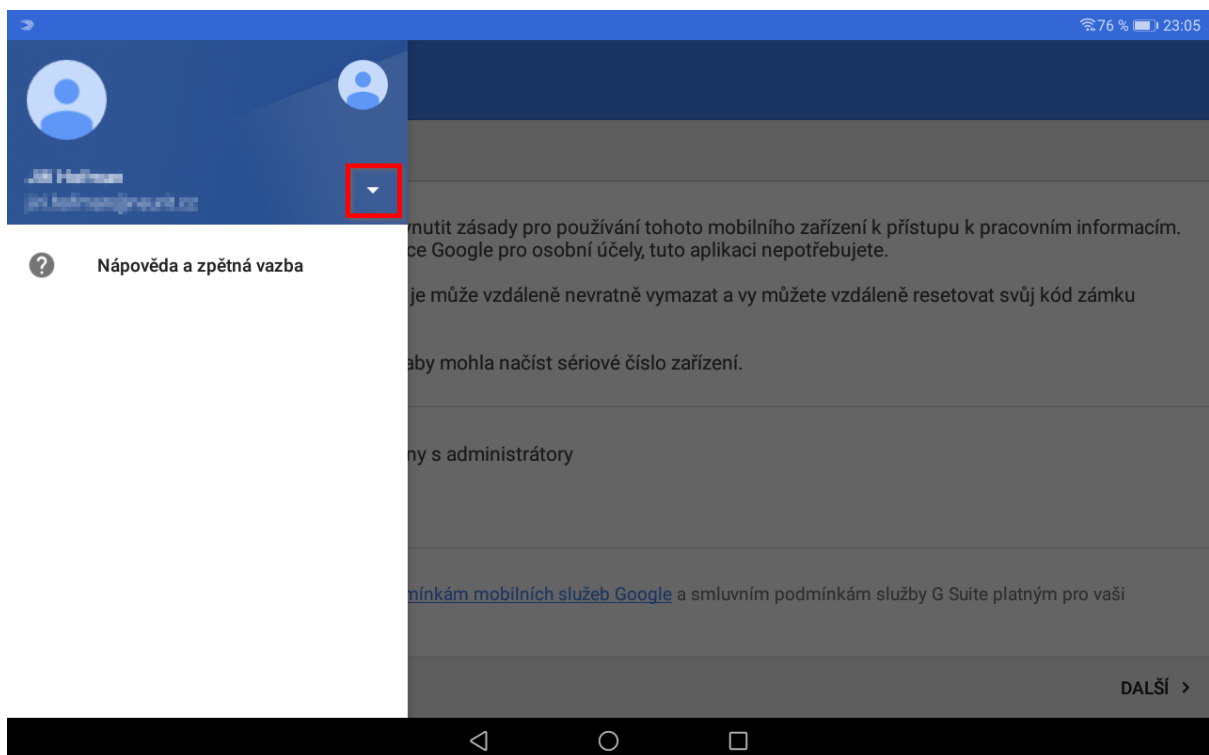 76 % 23:05
ynutit zásady pro používání tohoto mobilního zařízení k přístupu k pracovním informacím.
ce Google pro osobní účely, tuto aplikaci nepotřebujete.
Nápověda a zpětná vazba
je může vzdáleně nevratně vymazat a vy můžete vzdáleně resetovat svůj kód zámku
aby mohla načíst sériové číslo zařízení.
ny s administrátory
mínkám mobilních služeb Google a smluvním podmínkám služby G Suite platným pro vaši
DALŠÍ >